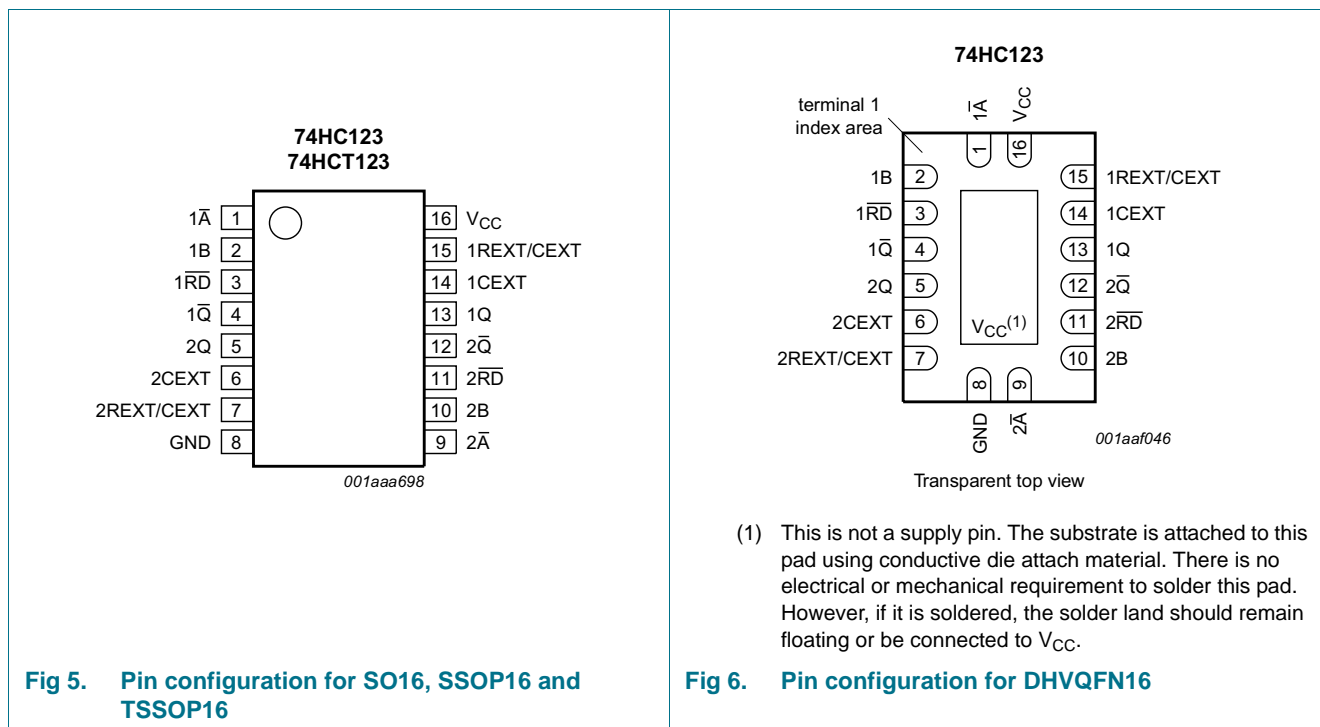 74HC123
74HCT123
1A̅ 1
1B 2
1R̅D̅ 3
1Q̅ 4
2Q 5
2CEXT 6
2REXT/CEXT 7
GND 8
16 VCC
15 1REXT/CEXT
14 1CEXT
13 1Q
12 2Q̅
11 2R̅D̅
10 2B
9 2A̅
001aaa698
Fig 5. Pin configuration for SO16, SSOP16 and
TSSOP16
74HC123
terminal 1
index area
1A̅ 1
VCC 16
1B 2
1R̅D̅ 3
1Q̅ 4
2Q 5
2CEXT 6
2REXT/CEXT 7
15 1REXT/CEXT
14 1CEXT
13 1Q
12 2Q̅
11 2R̅D̅
10 2B
VCC(1)
8 GND
9 2A̅
001aaf046
Transparent top view
(1) This is not a supply pin. The substrate is attached to this
pad using conductive die attach material. There is no
electrical or mechanical requirement to solder this pad.
However, if it is soldered, the solder land should remain
floating or be connected to VCC.
Fig 6. Pin configuration for DHVQFN16